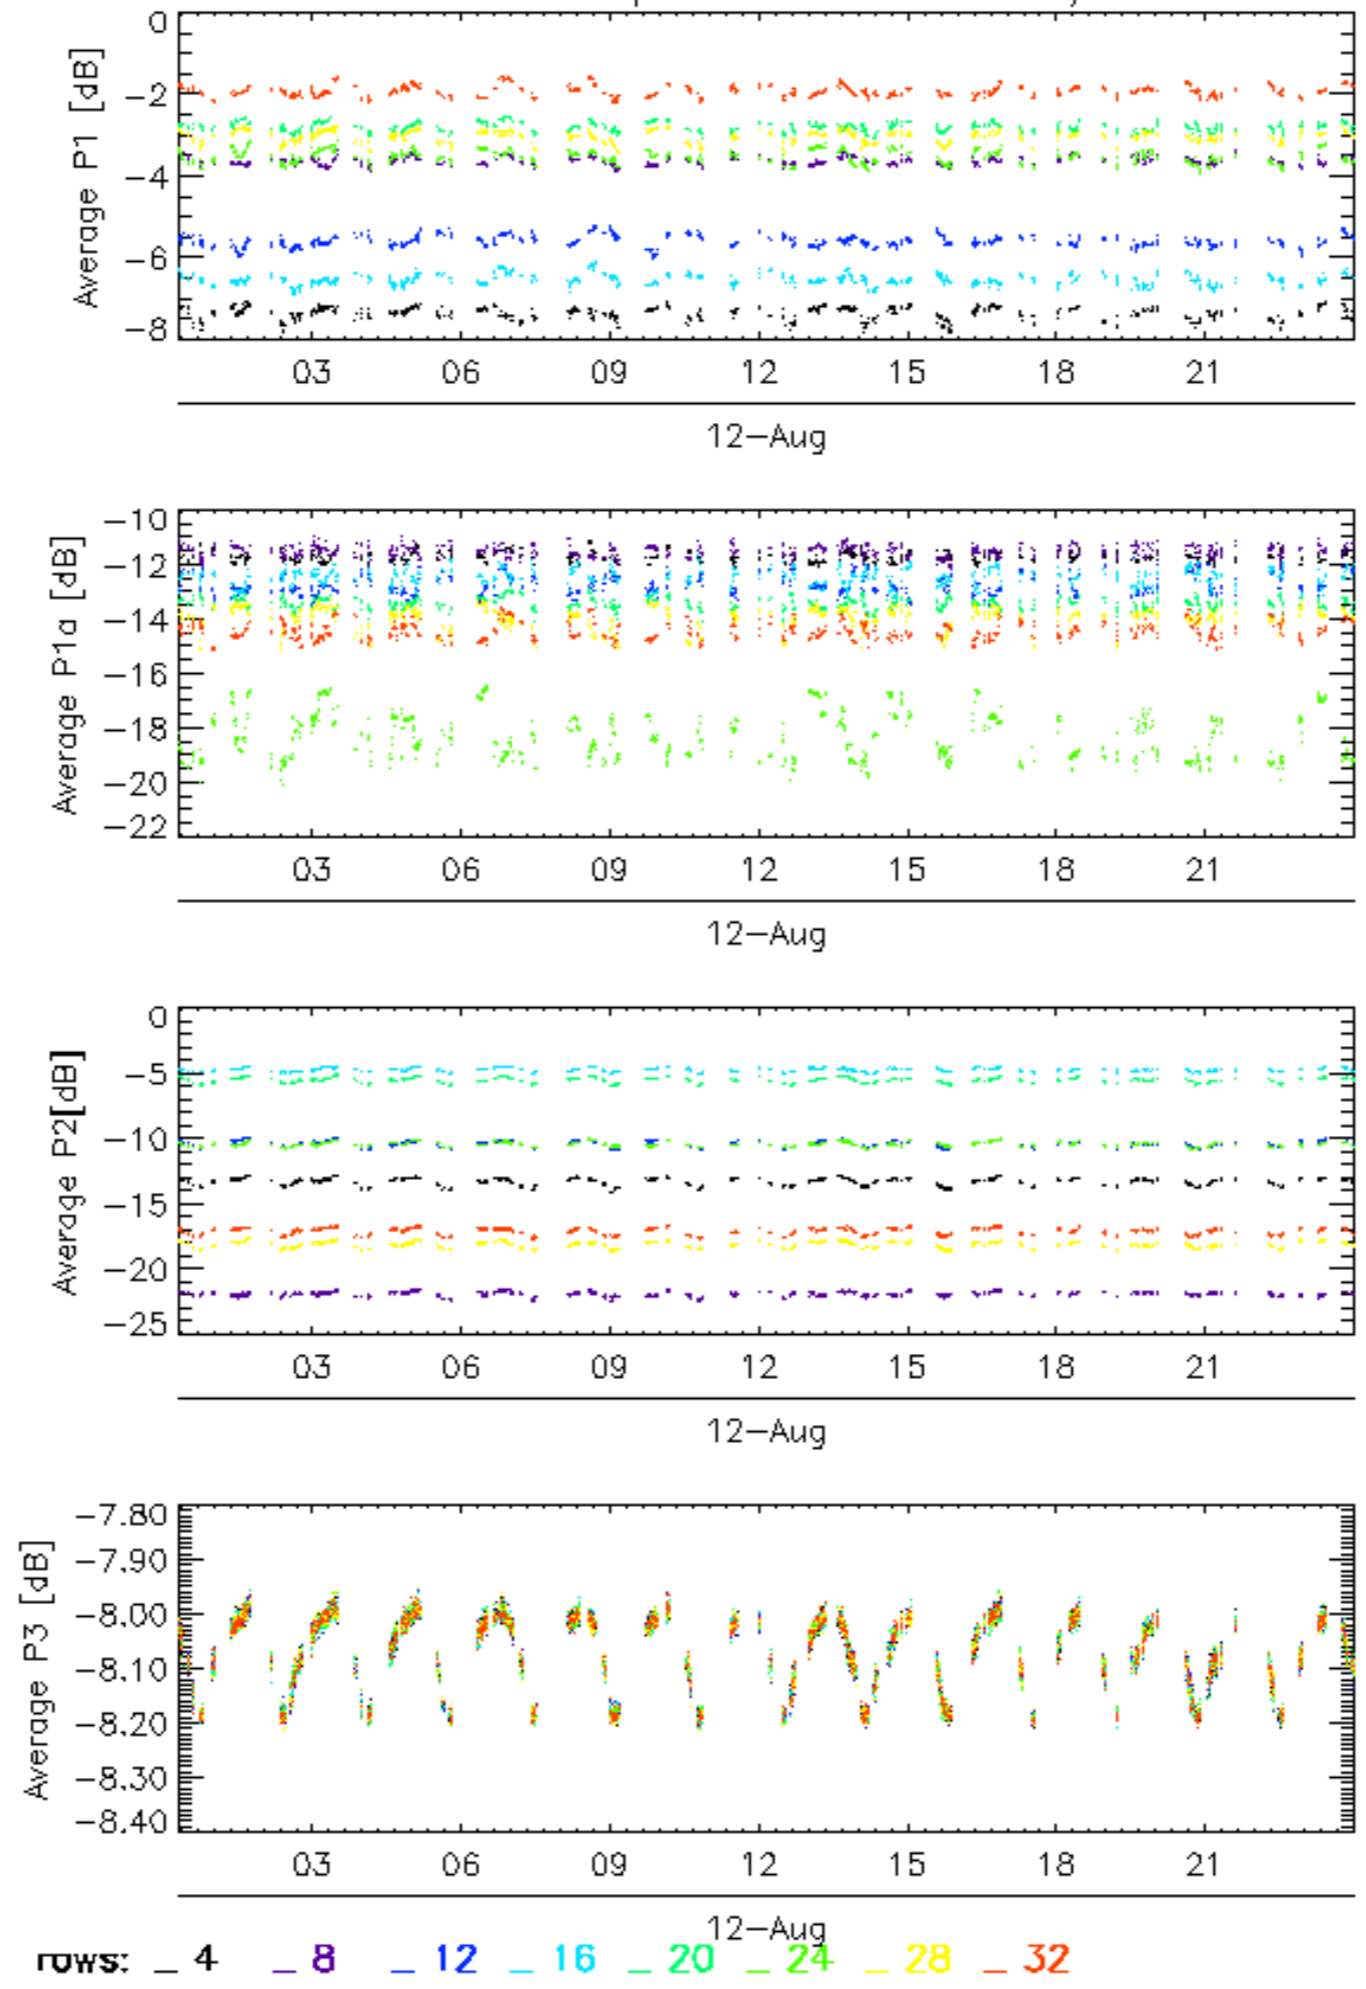 0
−2
−4
−6
−8
Average P1 [dB]
03 06 09 12 15 18 21
12−Aug
−10
−12
−14
−16
−18
−20
−22
Average P1a [dB]
03 06 09 12 15 18 21
12−Aug
0
−5
−10
−15
−20
−25
Average P2[dB]
03 06 09 12 15 18 21
12−Aug
−7.80
−7.90
−8.00
−8.10
−8.20
−8.30
−8.40
Average P3 [dB]
03 06 09 12 15 18 21
12−Aug
rows: _ 4 _ 8 _ 12 _ 16 _ 20 _ 24 _ 28 _ 32